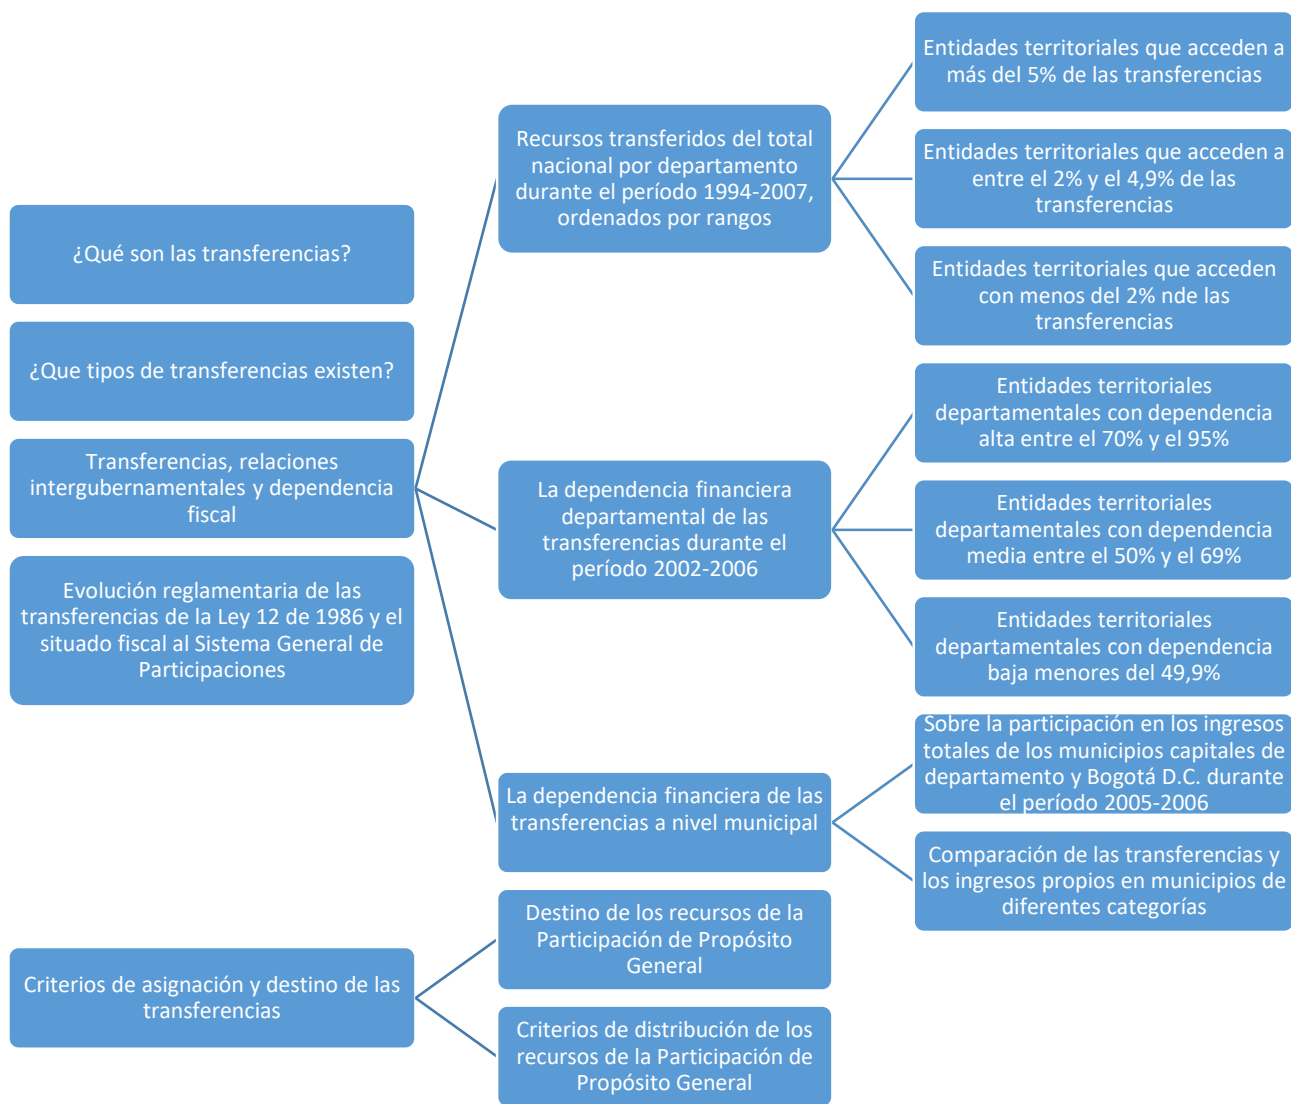 ¿Qué son las transferencias?
¿Que tipos de transferencias existen?
Transferencias, relaciones
intergubernamentales y dependencia
fiscal
Recursos transferidos del total
nacional por departamento
durante el período 1994-2007,
ordenados por rangos
Entidades territoriales que acceden a
más del 5% de las transferencias
Entidades territoriales que acceden a
entre el 2% y el 4,9% de las
transferencias
Entidades territoriales que acceden
con menos del 2% nde las
transferencias
La dependencia financiera
departamental de las
transferencias durante el
período 2002-2006
Entidades territoriales
departamentales con dependencia
alta entre el 70% y el 95%
Entidades territoriales
departamentales con dependencia
media entre el 50% y el 69%
Entidades territoriales
departamentales con dependencia
baja menores del 49,9%
La dependencia financiera de las
transferencias a nivel municipal
Sobre la participación en los ingresos
totales de los municipios capitales de
departamento y Bogotá D.C. durante
el período 2005-2006
Comparación de las transferencias y
los ingresos propios en municipios de
diferentes categorías
Evolución reglamentaria de las
transferencias de la Ley 12 de 1986 y el
situado fiscal al Sistema General de
Participaciones
Criterios de asignación y destino de las
transferencias
Destino de los recursos de la
Participación de Propósito
General
Criterios de distribución de los
recursos de la Participación de
Propósito General